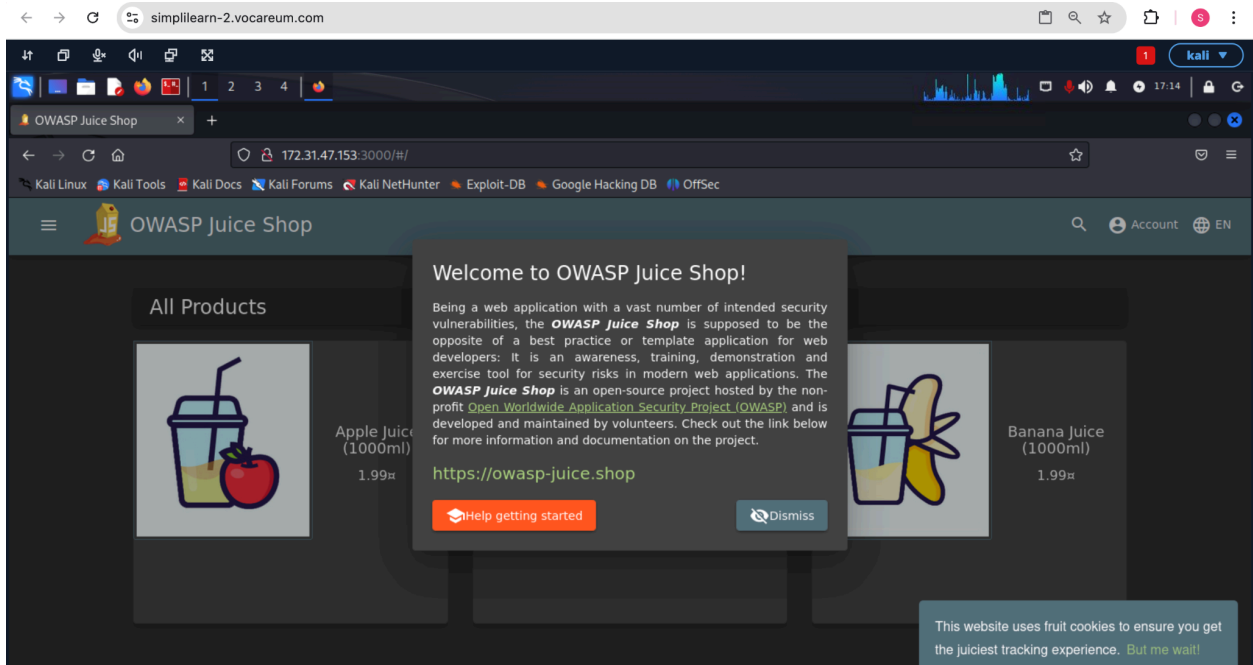 simplilearn-2.vocareum.com
1
kali
1 2 3 4
17:14
OWASP Juice Shop
172.31.47.153:3000/#/
Kali Linux Kali Tools Kali Docs Kali Forums Kali NetHunter Exploit-DB Google Hacking DB OffSec
OWASP Juice Shop
Account EN
All Products
Welcome to OWASP Juice Shop!
Being a web application with a vast number of intended security
vulnerabilities, the OWASP Juice Shop is supposed to be the
opposite of a best practice or template application for web
developers: It is an awareness, training, demonstration and
exercise tool for security risks in modern web applications. The
OWASP Juice Shop is an open-source project hosted by the non-
profit Open Worldwide Application Security Project (OWASP) and is
developed and maintained by volunteers. Check out the link below
for more information and documentation on the project.
https://owasp-juice.shop
Help getting started
Dismiss
Apple Juice
(1000ml)
1.99¤
Banana Juice
(1000ml)
1.99¤
This website uses fruit cookies to ensure you get
the juiciest tracking experience. But me wait!